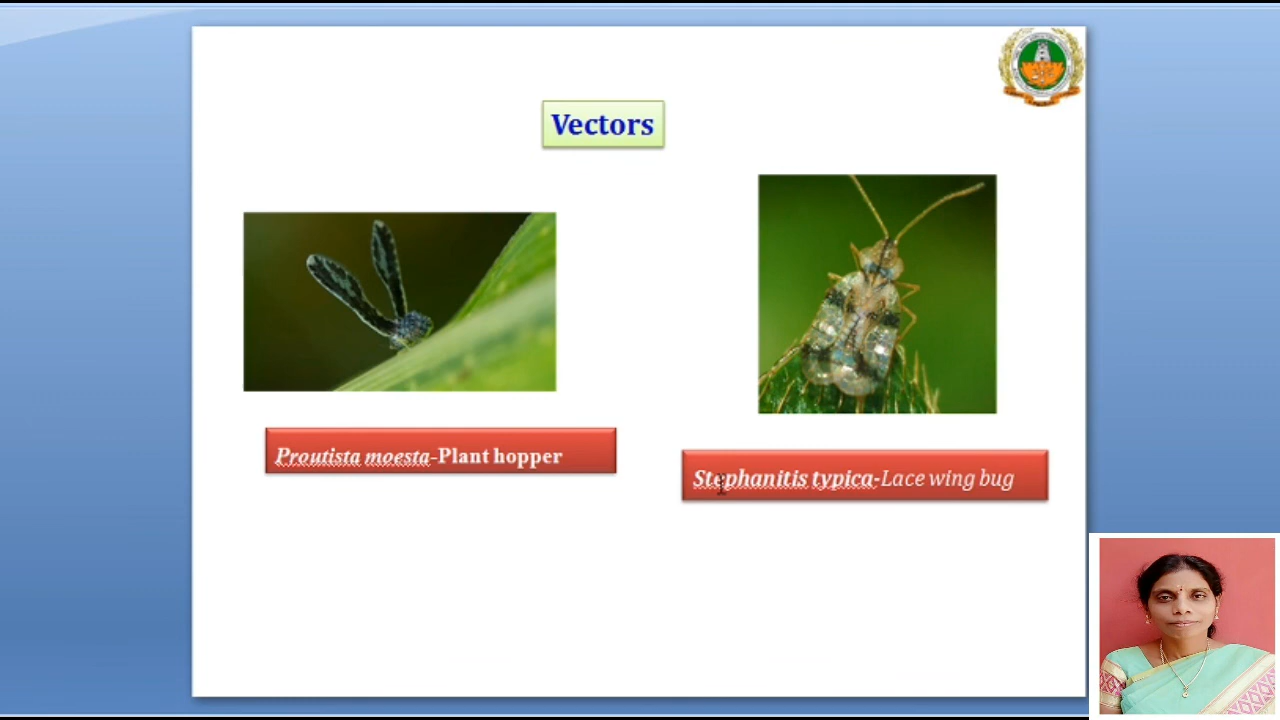 Vectors
Proutista moesta-Plant hopper
Stephanitis typica-Lace wing bug